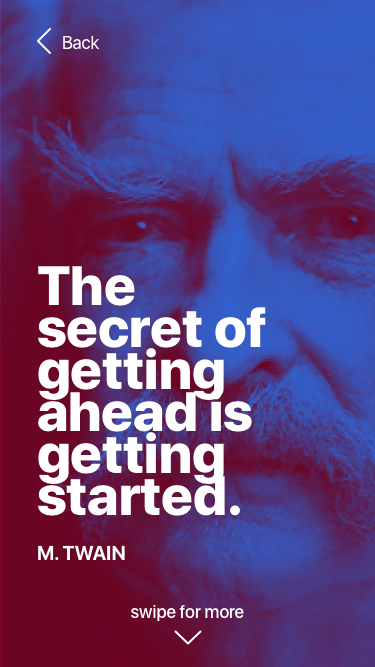 Back
The
secret of
getting
ahead is
getting
started.
M. TWAIN
swipe for more